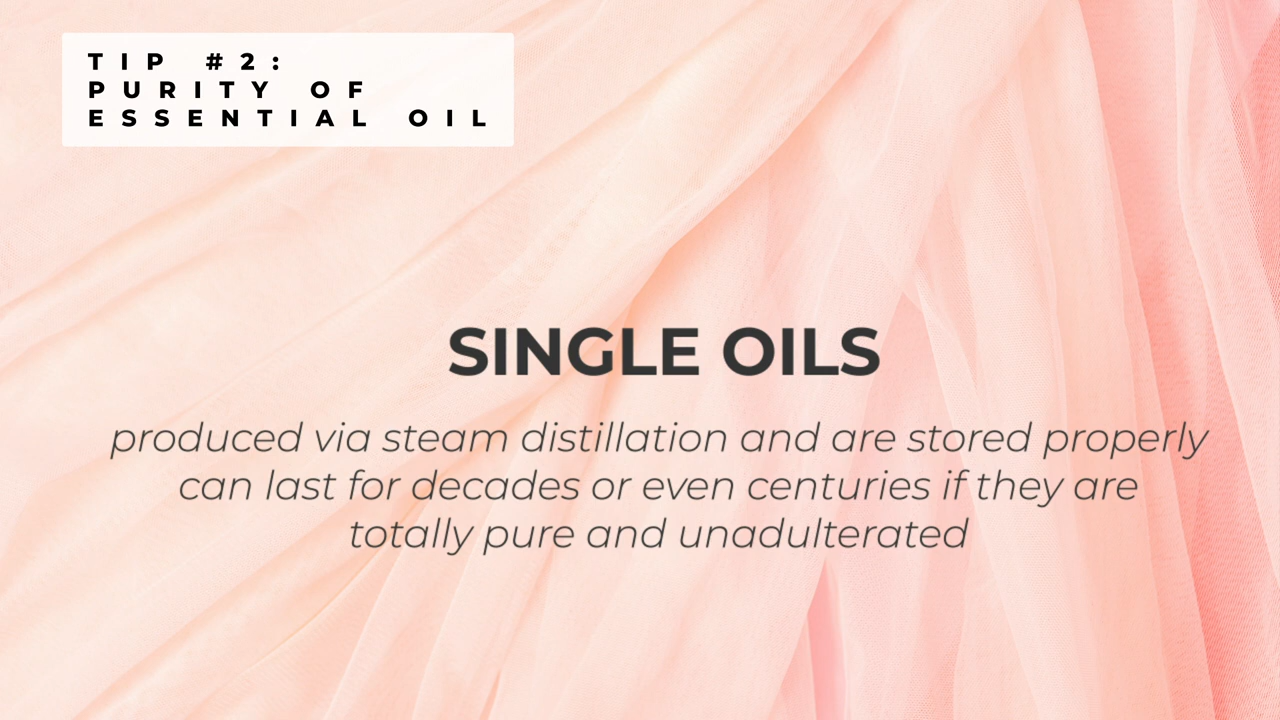 TIP #2:
PURITY OF
ESSENTIAL OIL
SINGLE OILS
produced via steam distillation and are stored properly
can last for decades or even centuries if they are
totally pure and unadulterated